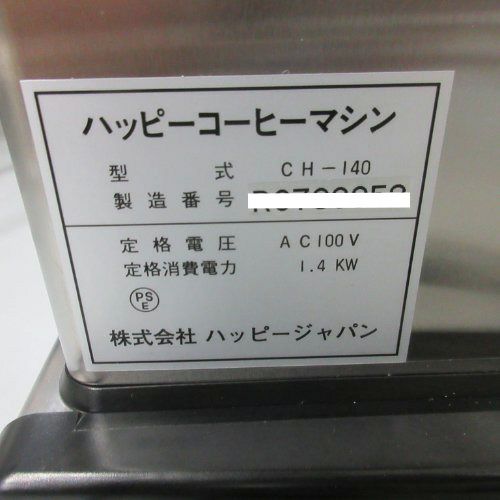 ハッピーコーヒーマシン
型式 CH-140
製造番号
定格電圧 AC100V
定格消費電力 1.4 KW
PSE
株式会社 ハッピージャパン